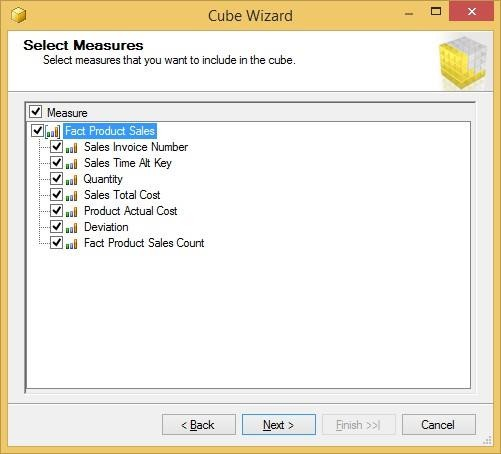 Cube Wizard
Select Measures
Select measures that you want to include in the cube.
Measure
Fact Product Sales
Sales Invoice Number
Sales Time Alt Key
Quantity
Sales Total Cost
Product Actual Cost
Deviation
Fact Product Sales Count
< Back Next > Finish >>| Cancel